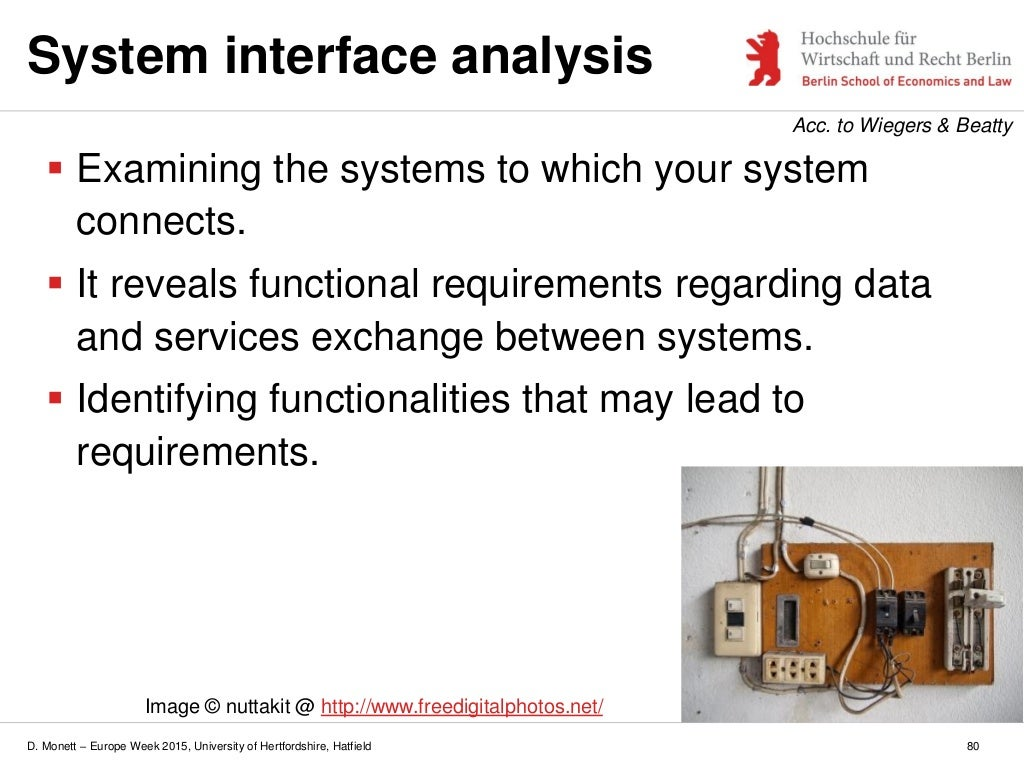 System interface analysis
Hochschule für
Wirtschaft und Recht Berlin
Berlin School of Economics and Law
Acc. to Wiegers & Beatty
Examining the systems to which your system
connects.
It reveals functional requirements regarding data
and services exchange between systems.
Identifying functionalities that may lead to
requirements.
Image © nuttakit @ http://www.freedigitalphotos.net/
D. Monett – Europe Week 2015, University of Hertfordshire, Hatfield
80